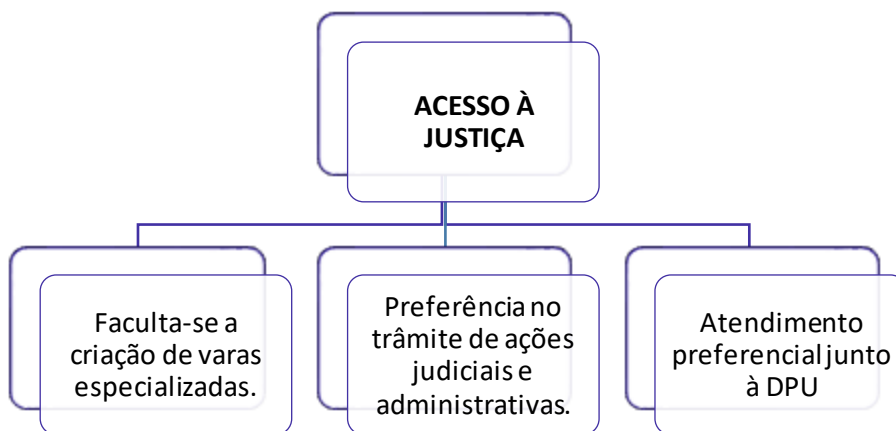 ACESSO À
JUSTIÇA
Faculta-se a
criação de varas
especializadas.
Preferência no
trâmite de ações
judiciais e
administrativas.
Atendimento
preferencial junto
à DPU